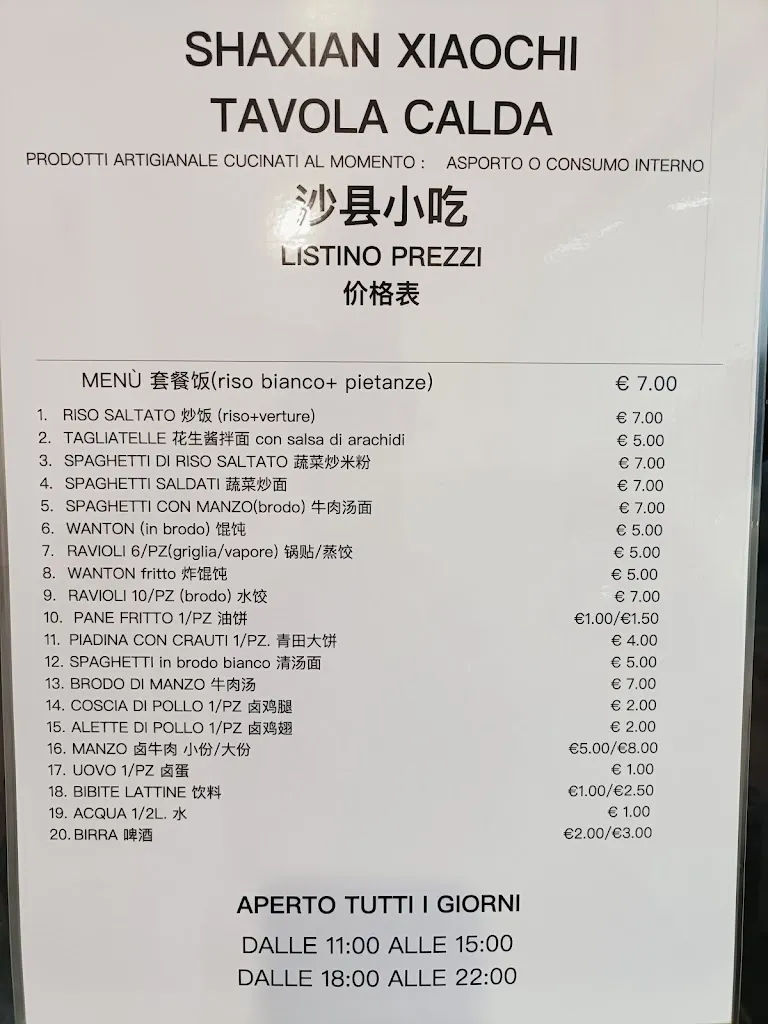 SHAXIAN XIAOCHI
TAVOLA CALDA
PRODOTTI ARTIGIANALE CUCINATI AL MOMENTO : ASPORTO O CONSUMO INTERNO
沙县小吃
LISTINO PREZZI
价格表
MENÙ 套餐饭(riso bianco+ pietanze) € 7.00
1. RISO SALTATO 炒饭 (riso+verture) € 7.00
2. TAGLIATELLE 花生酱拌面 con salsa di arachidi € 5.00
3. SPAGHETTI DI RISO SALTATO 蔬菜炒米粉 € 7.00
4. SPAGHETTI SALDATI 蔬菜炒面 € 7.00
5. SPAGHETTI CON MANZO(brodo) 牛肉汤面 € 7.00
6. WANTON (in brodo) 馄饨 € 5.00
7. RAVIOLI 6/PZ(griglia/vapore) 锅贴/蒸饺 € 5.00
8. WANTON fritto 炸馄饨 € 5.00
9. RAVIOLI 10/PZ (brodo) 水饺 € 7.00
10. PANE FRITTO 1/PZ 油饼 €1.00/€1.50
11. PIADINA CON CRAUTI 1/PZ. 青田大饼 € 4.00
12. SPAGHETTI in brodo bianco 清汤面 € 5.00
13. BRODO DI MANZO 牛肉汤 € 7.00
14. COSCIA DI POLLO 1/PZ 卤鸡腿 € 2.00
15. ALETTE DI POLLO 1/PZ 卤鸡翅 € 2.00
16. MANZO 卤牛肉 小份/大份 €5.00/€8.00
17. UOVO 1/PZ 卤蛋 € 1.00
18. BIBITE LATTINE 饮料 €1.00/€2.50
19. ACQUA 1/2L. 水 € 1.00
20. BIRRA 啤酒 €2.00/€3.00
APERTO TUTTI I GIORNI
DALLE 11:00 ALLE 15:00
DALLE 18:00 ALLE 22:00